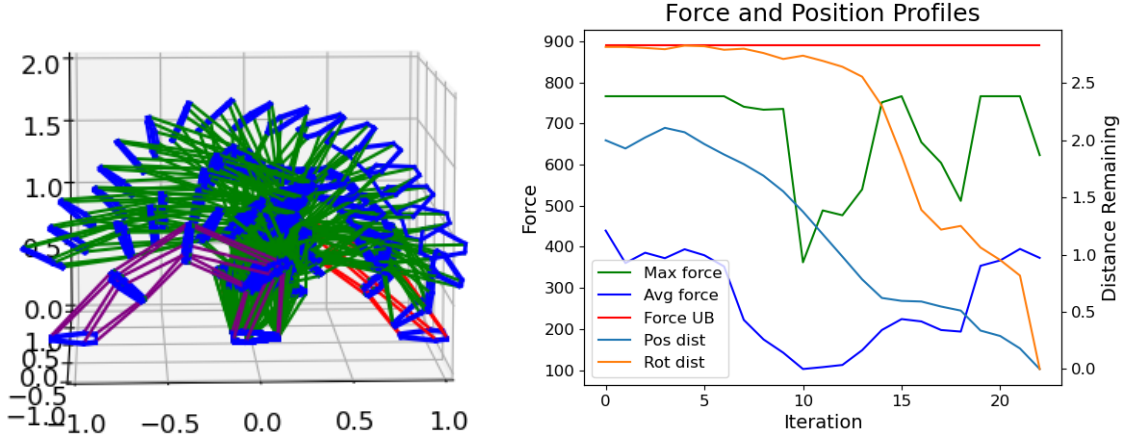 2.0
1.5
1.0
0.5
0.0
1.0
0.5
0.0
−0.5
−1.0
−1.0 −0.5 0.0 0.5 1.0
Force and Position Profiles
900
800
700
600
500
400
300
200
100
Force
Max force
Avg force
Force UB
Pos dist
Rot dist
2.5
2.0
1.5
1.0
0.5
0.0
Distance Remaining
0 5 10 15 20
Iteration